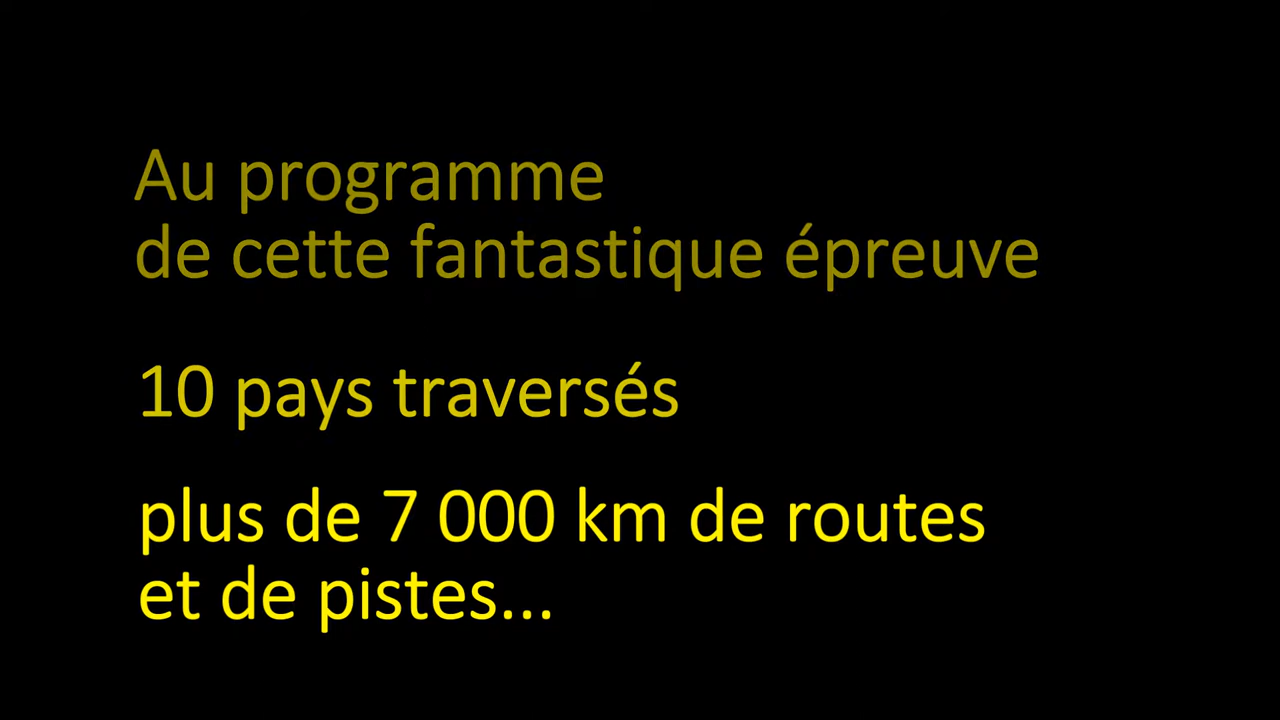 Au programme
de cette fantastique épreuve
10 pays traversés
plus de 7 000 km de routes
et de pistes...